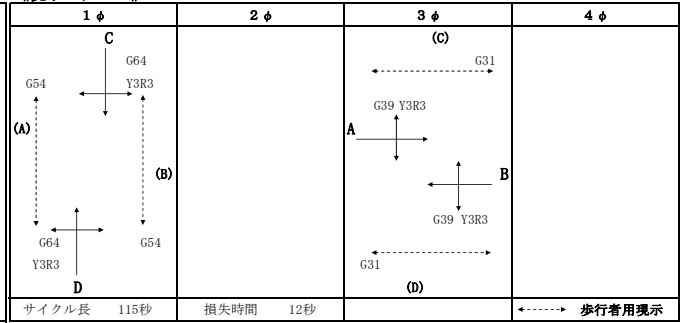 1φ 2φ 3φ 4φ
C
G64
Y3R3
G54
(A)
(B)
G64
Y3R3
G54
D
(C)
G31
G39 Y3R3
A
B
G39 Y3R3
G31
(D)
サイクル長 115秒 損失時間 12秒
歩行者用現示